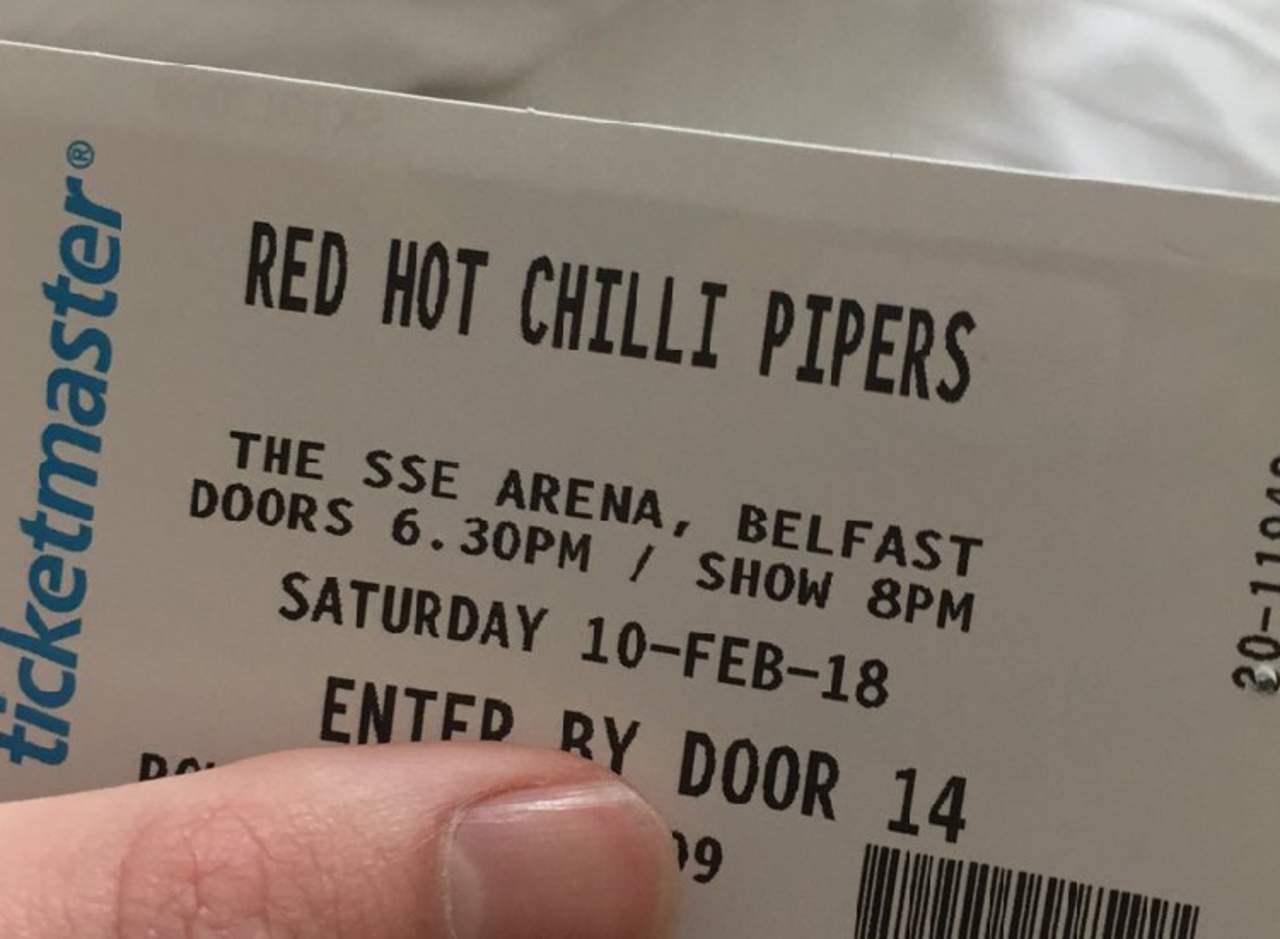 ticketmaster®
RED HOT CHILLI PIPERS
THE SSE ARENA, BELFAST
DOORS 6.30PM / SHOW 8PM
SATURDAY 10-FEB-18
ENTER BY DOOR 14